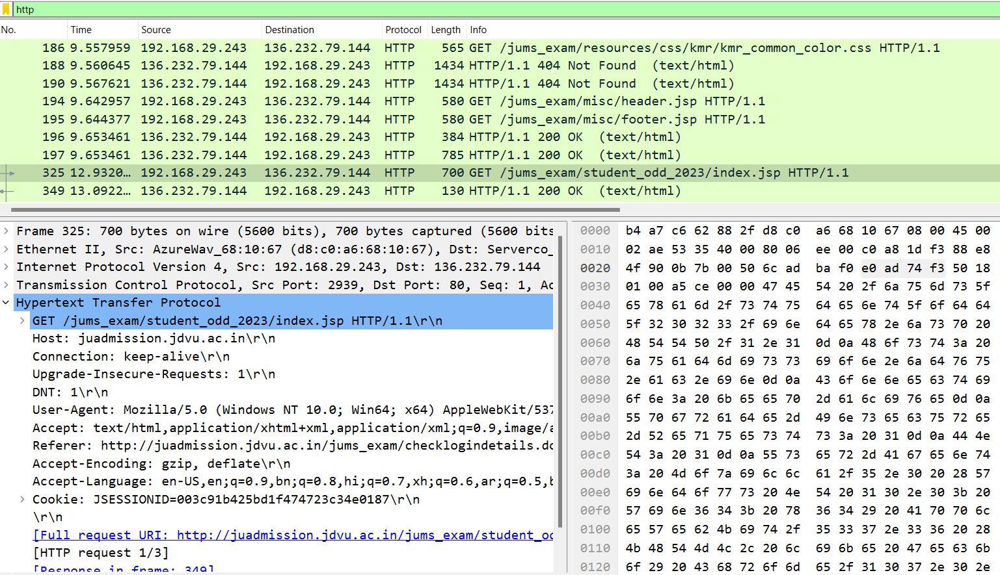 http
No. Time Source Destination Protocol Length Info
186 9.557959 192.168.29.243 136.232.79.144 HTTP 565 GET /jums_exam/resources/css/kmr/kmr_common_color.css HTTP/1.1
188 9.560645 136.232.79.144 192.168.29.243 HTTP 1434 HTTP/1.1 404 Not Found (text/html)
190 9.567621 136.232.79.144 192.168.29.243 HTTP 1434 HTTP/1.1 404 Not Found (text/html)
194 9.642957 192.168.29.243 136.232.79.144 HTTP 580 GET /jums_exam/misc/header.jsp HTTP/1.1
195 9.644377 192.168.29.243 136.232.79.144 HTTP 580 GET /jums_exam/misc/footer.jsp HTTP/1.1
196 9.653461 136.232.79.144 192.168.29.243 HTTP 384 HTTP/1.1 200 OK (text/html)
197 9.653461 136.232.79.144 192.168.29.243 HTTP 785 HTTP/1.1 200 OK (text/html)
325 12.9320… 192.168.29.243 136.232.79.144 HTTP 700 GET /jums_exam/student_odd_2023/index.jsp HTTP/1.1
349 13.0922… 136.232.79.144 192.168.29.243 HTTP 130 HTTP/1.1 200 OK (text/html)
Frame 325: 700 bytes on wire (5600 bits), 700 bytes captured (5600 bits
Ethernet II, Src: AzureWav_68:10:67 (d8:c0:a6:68:10:67), Dst: Serverco_
Internet Protocol Version 4, Src: 192.168.29.243, Dst: 136.232.79.144
Transmission Control Protocol, Src Port: 2939, Dst Port: 80, Seq: 1, Ac
Hypertext Transfer Protocol
GET /jums_exam/student_odd_2023/index.jsp HTTP/1.1\r\n
Host: juadmission.jdvu.ac.in\r\n
Connection: keep-alive\r\n
Upgrade-Insecure-Requests: 1\r\n
DNT: 1\r\n
User-Agent: Mozilla/5.0 (Windows NT 10.0; Win64; x64) AppleWebKit/537
Accept: text/html,application/xhtml+xml,application/xml;q=0.9,image/a
Referer: http://juadmission.jdvu.ac.in/jums_exam/checklogindetails.do
Accept-Encoding: gzip, deflate\r\n
Accept-Language: en-US,en;q=0.9,bn;q=0.8,hi;q=0.7,xh;q=0.6,ar;q=0.5,b
Cookie: JSESSIONID=003c91b425bd1f474723c34e0187\r\n
\r\n
[Full request URI: http://juadmission.jdvu.ac.in/jums_exam/student_od
[HTTP request 1/3]
[Response in frame: 349]
0000 b4 a7 c6 62 88 2f d8 c0 a6 68 10 67 08 00 45 00
0010 02 ae 53 35 40 00 80 06 ee 00 c0 a8 1d f3 88 e8
0020 4f 90 0b 7b 00 50 6c ad ba f0 e0 ad 74 f3 50 18
0030 01 00 a5 ce 00 00 47 45 54 20 2f 6a 75 6d 73 5f
0040 65 78 61 6d 2f 73 74 75 64 65 6e 74 5f 6f 64 64
0050 5f 32 30 32 33 2f 69 6e 64 65 78 2e 6a 73 70 20
0060 48 54 54 50 2f 31 2e 31 0d 0a 48 6f 73 74 3a 20
0070 6a 75 61 64 6d 69 73 73 69 6f 6e 2e 6a 64 76 75
0080 2e 61 63 2e 69 6e 0d 0a 43 6f 6e 6e 65 63 74 69
0090 6f 6e 3a 20 6b 65 65 70 2d 61 6c 69 76 65 0d 0a
00a0 55 70 67 72 61 64 65 2d 49 6e 73 65 63 75 72 65
00b0 2d 52 65 71 75 65 73 74 73 3a 20 31 0d 0a 44 4e
00c0 54 3a 20 31 0d 0a 55 73 65 72 2d 41 67 65 6e 74
00d0 3a 20 4d 6f 7a 69 6c 6c 61 2f 35 2e 30 20 28 57
00e0 69 6e 64 6f 77 73 20 4e 54 20 31 30 2e 30 3b 20
00f0 57 69 6e 36 34 3b 20 78 36 34 29 20 41 70 70 6c
0100 65 57 65 62 4b 69 74 2f 35 33 37 2e 33 36 20 28
0110 4b 48 54 4d 4c 2c 20 6c 69 6b 65 20 47 65 63 6b
0120 6f 29 20 43 68 72 6f 6d 65 2f 31 30 37 2e 30 2e